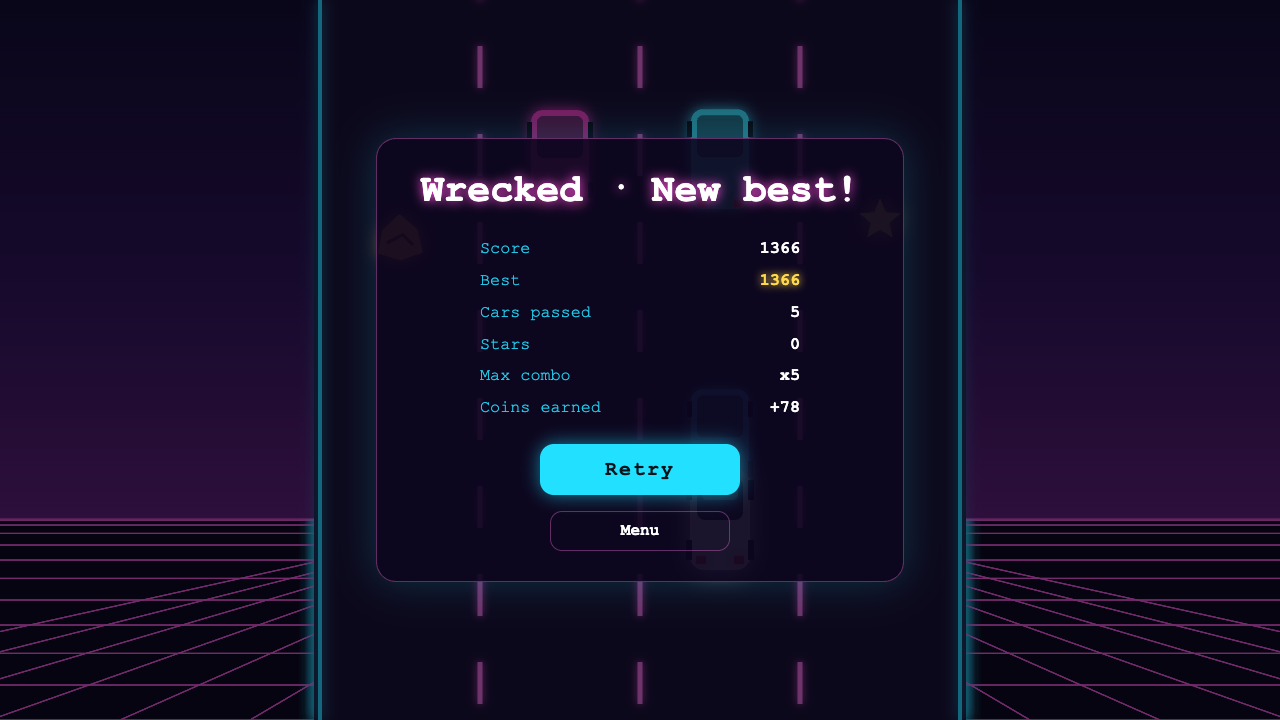 Wrecked · New best!
Score 1366
Best 1366
Cars passed 5
Stars 0
Max combo x5
Coins earned +78
Retry
Menu